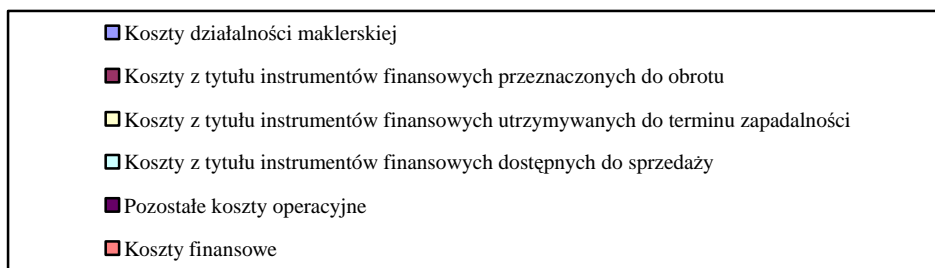 Koszty działalności maklerskiej
Koszty z tytułu instrumentów finansowych przeznaczonych do obrotu
Koszty z tytułu instrumentów finansowych utrzymywanych do terminu zapadalności
Koszty z tytułu instrumentów finansowych dostępnych do sprzedaży
Pozostałe koszty operacyjne
Koszty finansowe